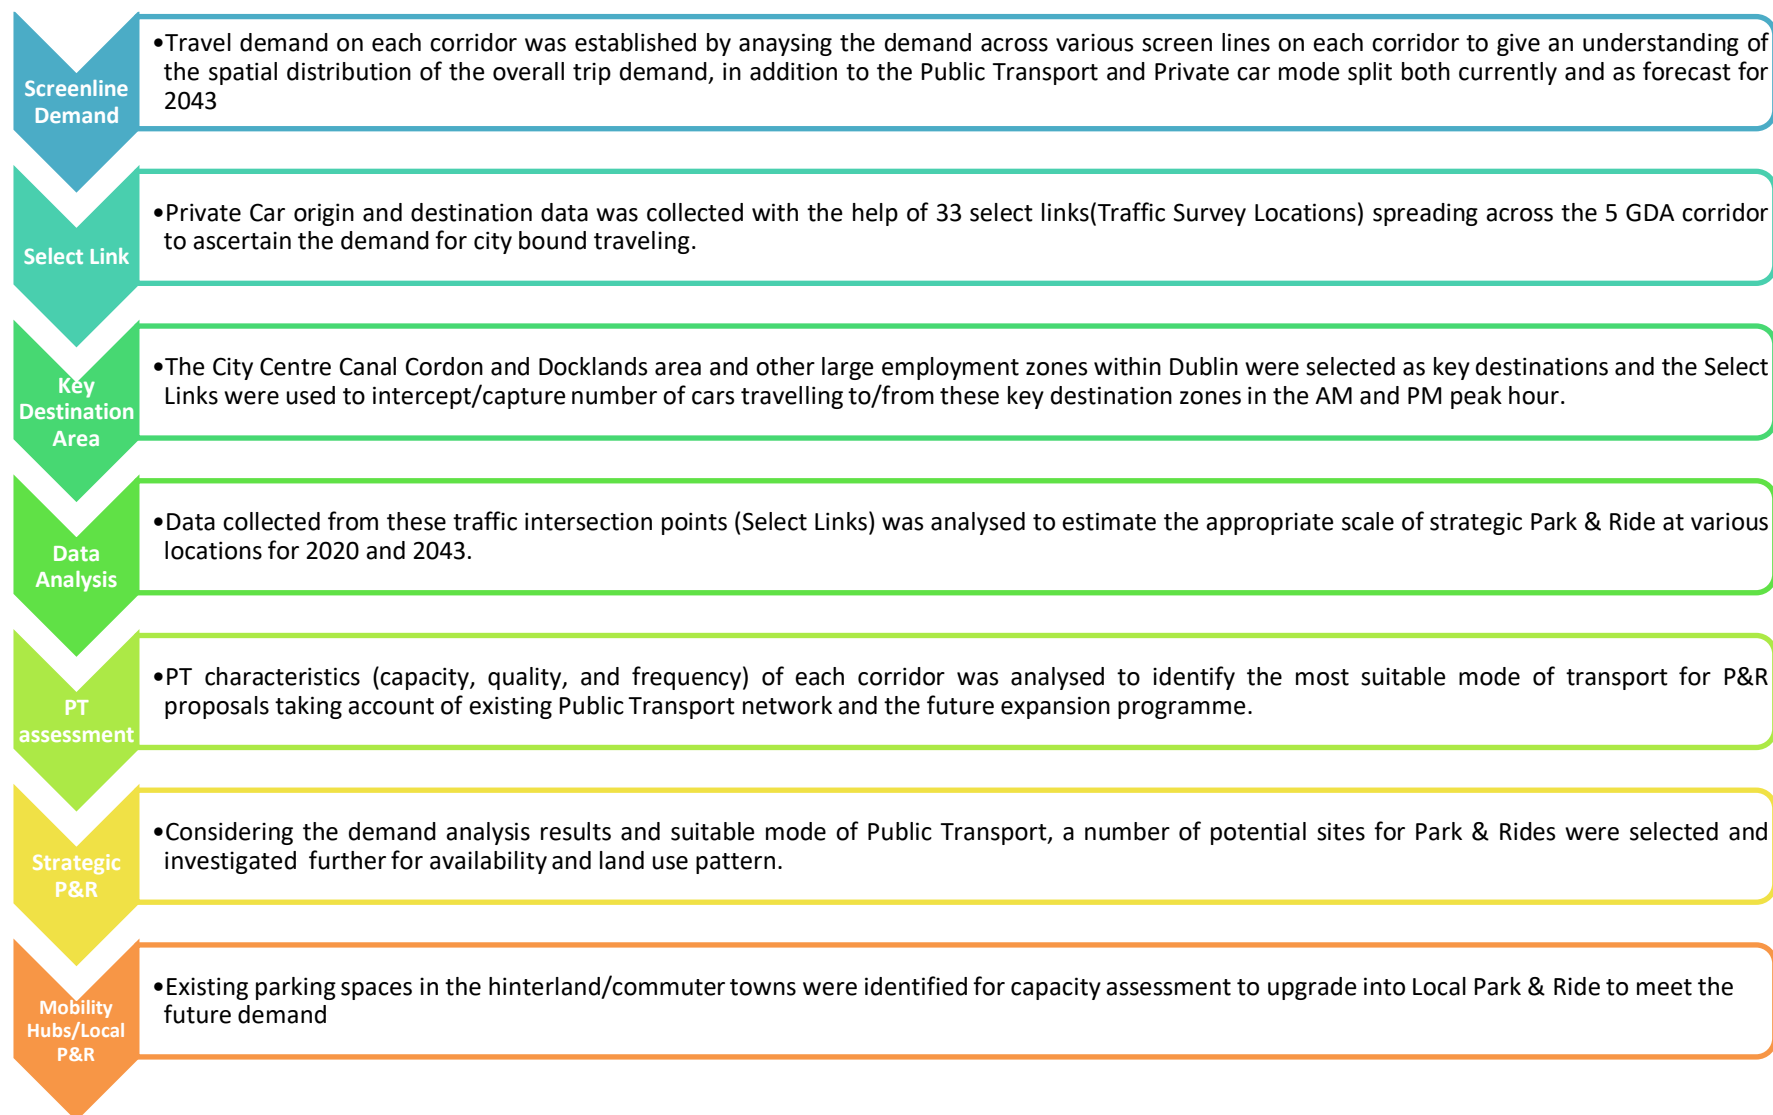 Screenline
Demand
•Travel demand on each corridor was established by anaysing the demand across various screen lines on each corridor to give an understanding of
the spatial distribution of the overall trip demand, in addition to the Public Transport and Private car mode split both currently and as forecast for
2043
Select Link
•Private Car origin and destination data was collected with the help of 33 select links(Traffic Survey Locations) spreading across the 5 GDA corridor
to ascertain the demand for city bound traveling.
Key
Destination
Area
•The City Centre Canal Cordon and Docklands area and other large employment zones within Dublin were selected as key destinations and the Select
Links were used to intercept/capture number of cars travelling to/from these key destination zones in the AM and PM peak hour.
Data
Analysis
•Data collected from these traffic intersection points (Select Links) was analysed to estimate the appropriate scale of strategic Park & Ride at various
locations for 2020 and 2043.
PT
assessment
•PT characteristics (capacity, quality, and frequency) of each corridor was analysed to identify the most suitable mode of transport for P&R
proposals taking account of existing Public Transport network and the future expansion programme.
Strategic
P&R
•Considering the demand analysis results and suitable mode of Public Transport, a number of potential sites for Park & Rides were selected and
investigated further for availability and land use pattern.
Mobility
Hubs/Local
P&R
•Existing parking spaces in the hinterland/commuter towns were identified for capacity assessment to upgrade into Local Park & Ride to meet the
future demand